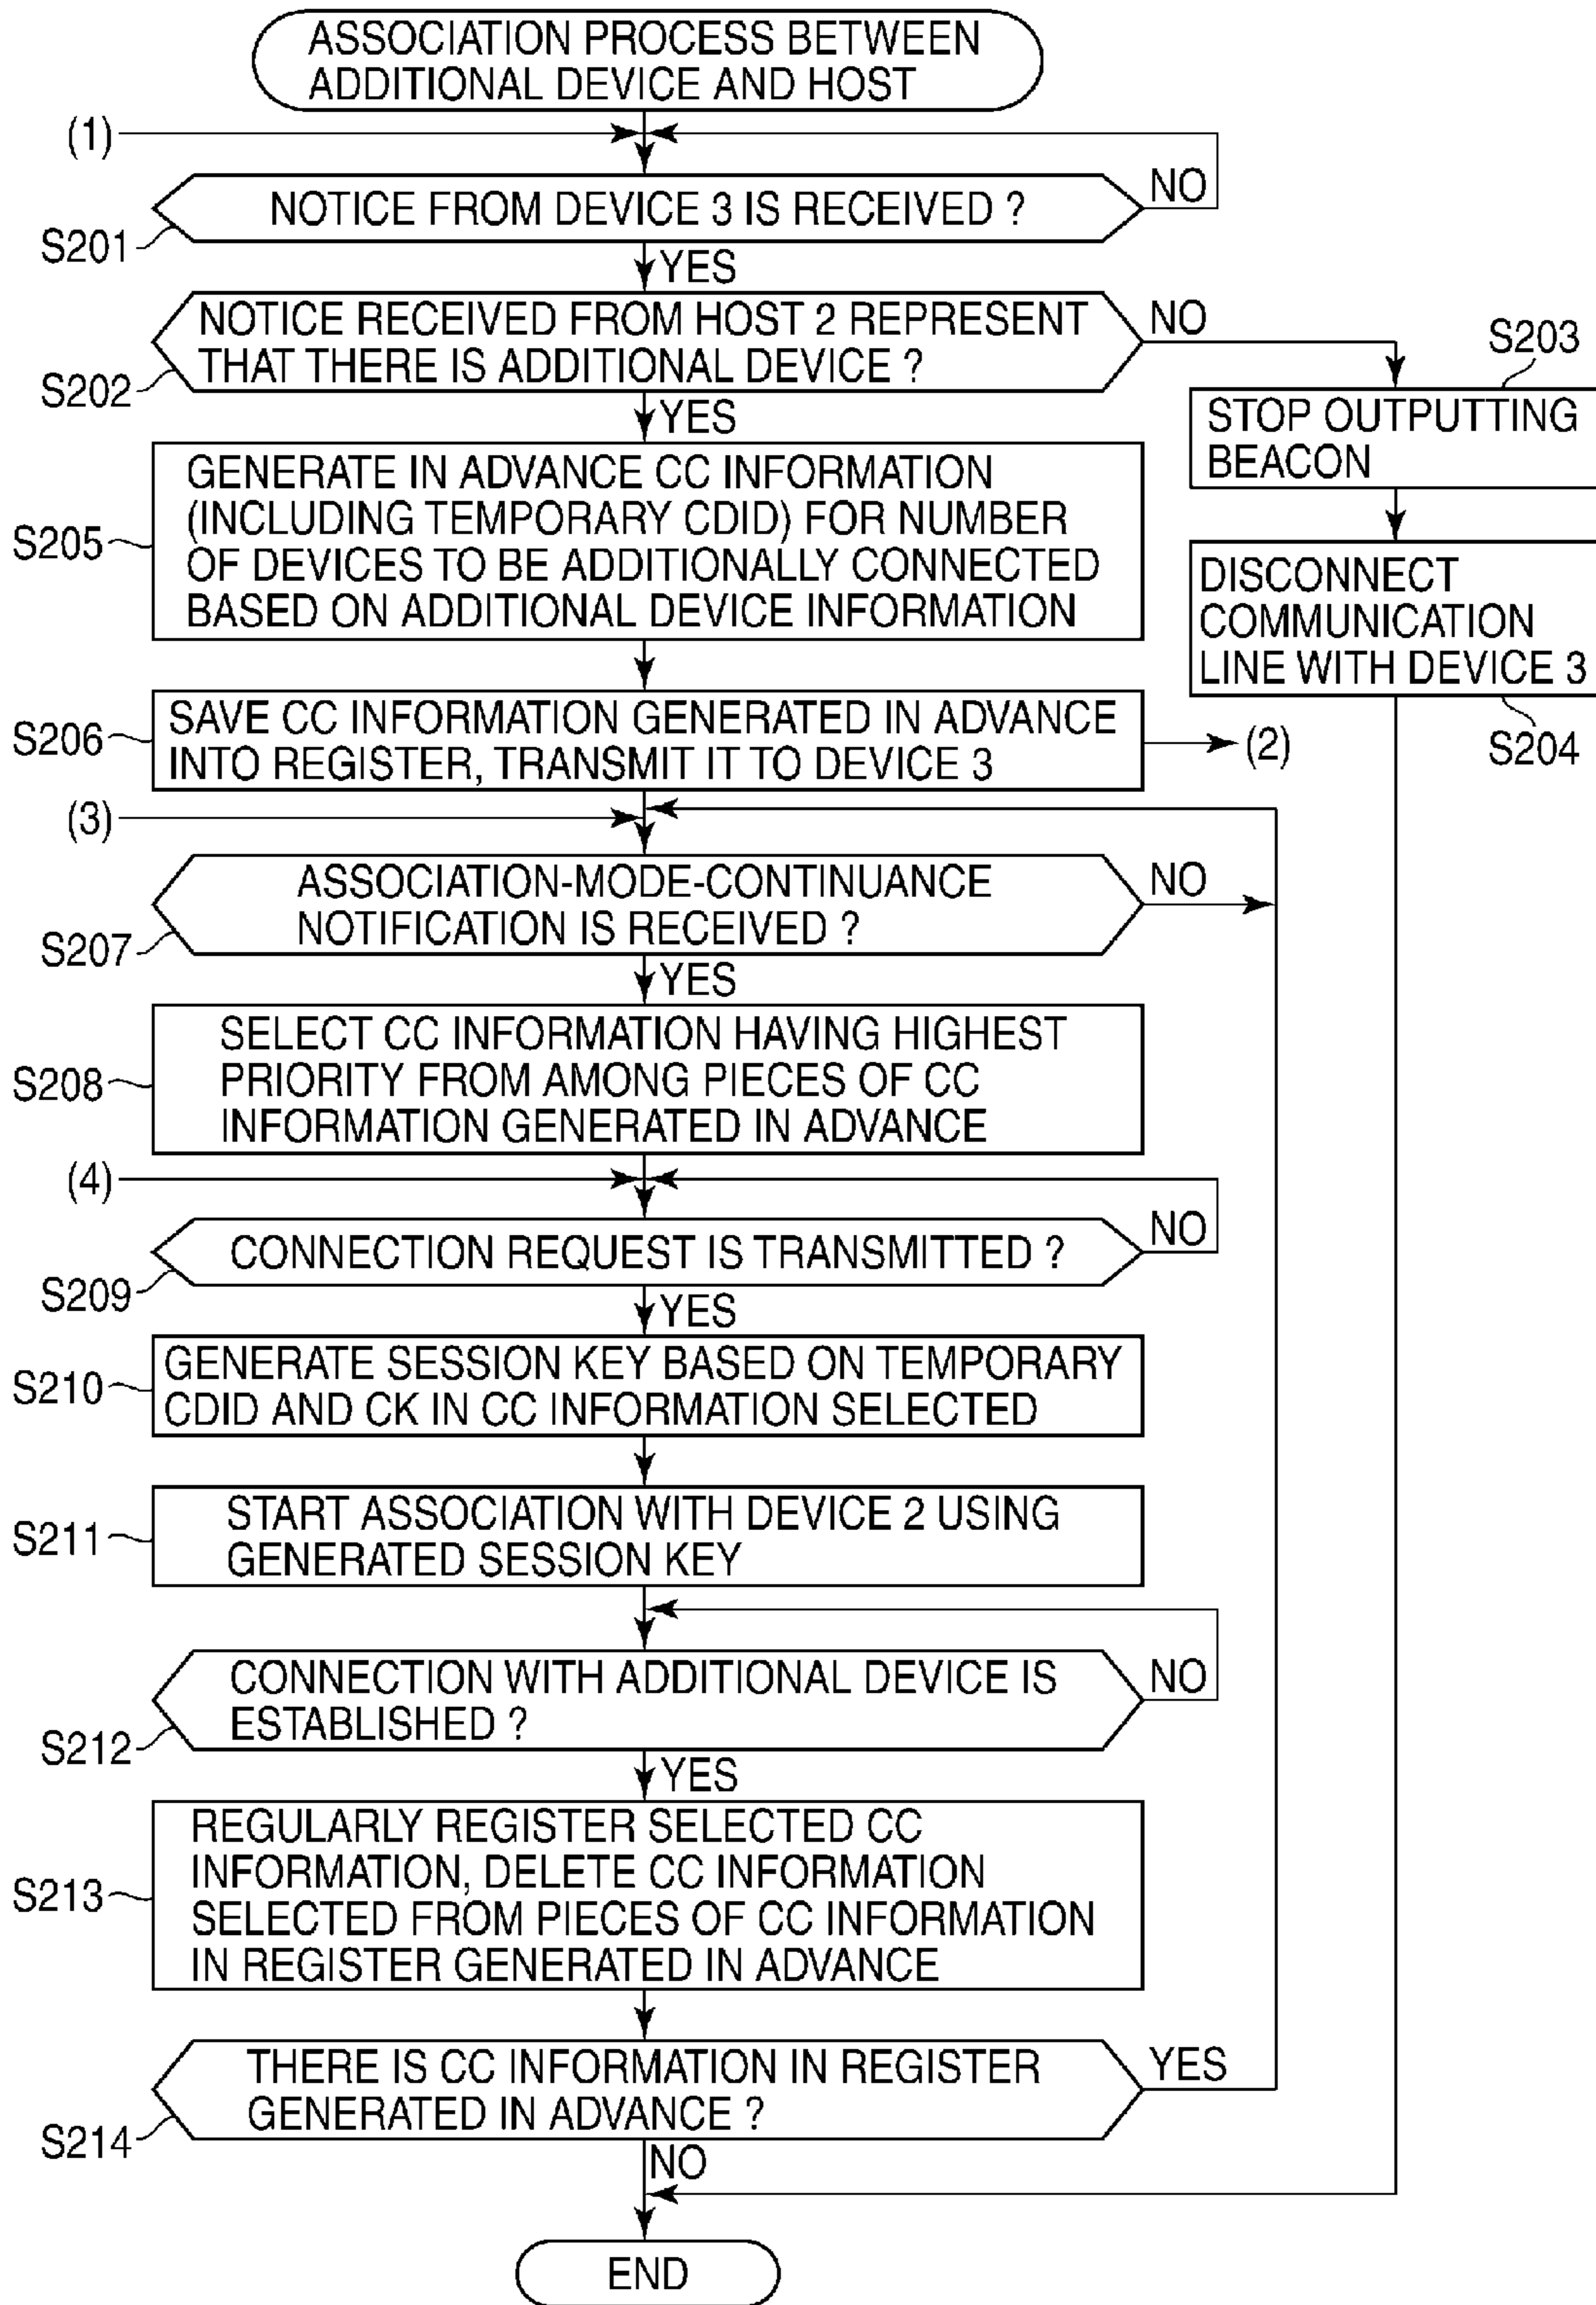 ASSOCIATION PROCESS BETWEEN
ADDITIONAL DEVICE AND HOST
(1)
NOTICE FROM DEVICE 3 IS RECEIVED ?
NO
S201
YES
NOTICE RECEIVED FROM HOST 2 REPRESENT
THAT THERE IS ADDITIONAL DEVICE ?
NO
S202
YES
S203
STOP OUTPUTTING
BEACON
DISCONNECT
COMMUNICATION
LINE WITH DEVICE 3
S204
GENERATE IN ADVANCE CC INFORMATION
(INCLUDING TEMPORARY CDID) FOR NUMBER
OF DEVICES TO BE ADDITIONALLY CONNECTED
BASED ON ADDITIONAL DEVICE INFORMATION
S205
SAVE CC INFORMATION GENERATED IN ADVANCE
INTO REGISTER, TRANSMIT IT TO DEVICE 3
S206
(2)
(3)
ASSOCIATION-MODE-CONTINUANCE
NOTIFICATION IS RECEIVED ?
NO
S207
YES
SELECT CC INFORMATION HAVING HIGHEST
PRIORITY FROM AMONG PIECES OF CC
INFORMATION GENERATED IN ADVANCE
S208
(4)
CONNECTION REQUEST IS TRANSMITTED ?
NO
S209
YES
GENERATE SESSION KEY BASED ON TEMPORARY
CDID AND CK IN CC INFORMATION SELECTED
S210
START ASSOCIATION WITH DEVICE 2 USING
GENERATED SESSION KEY
S211
CONNECTION WITH ADDITIONAL DEVICE IS
ESTABLISHED ?
NO
S212
YES
REGULARLY REGISTER SELECTED CC
INFORMATION, DELETE CC INFORMATION
SELECTED FROM PIECES OF CC INFORMATION
IN REGISTER GENERATED IN ADVANCE
S213
THERE IS CC INFORMATION IN REGISTER
GENERATED IN ADVANCE ?
YES
S214
NO
END